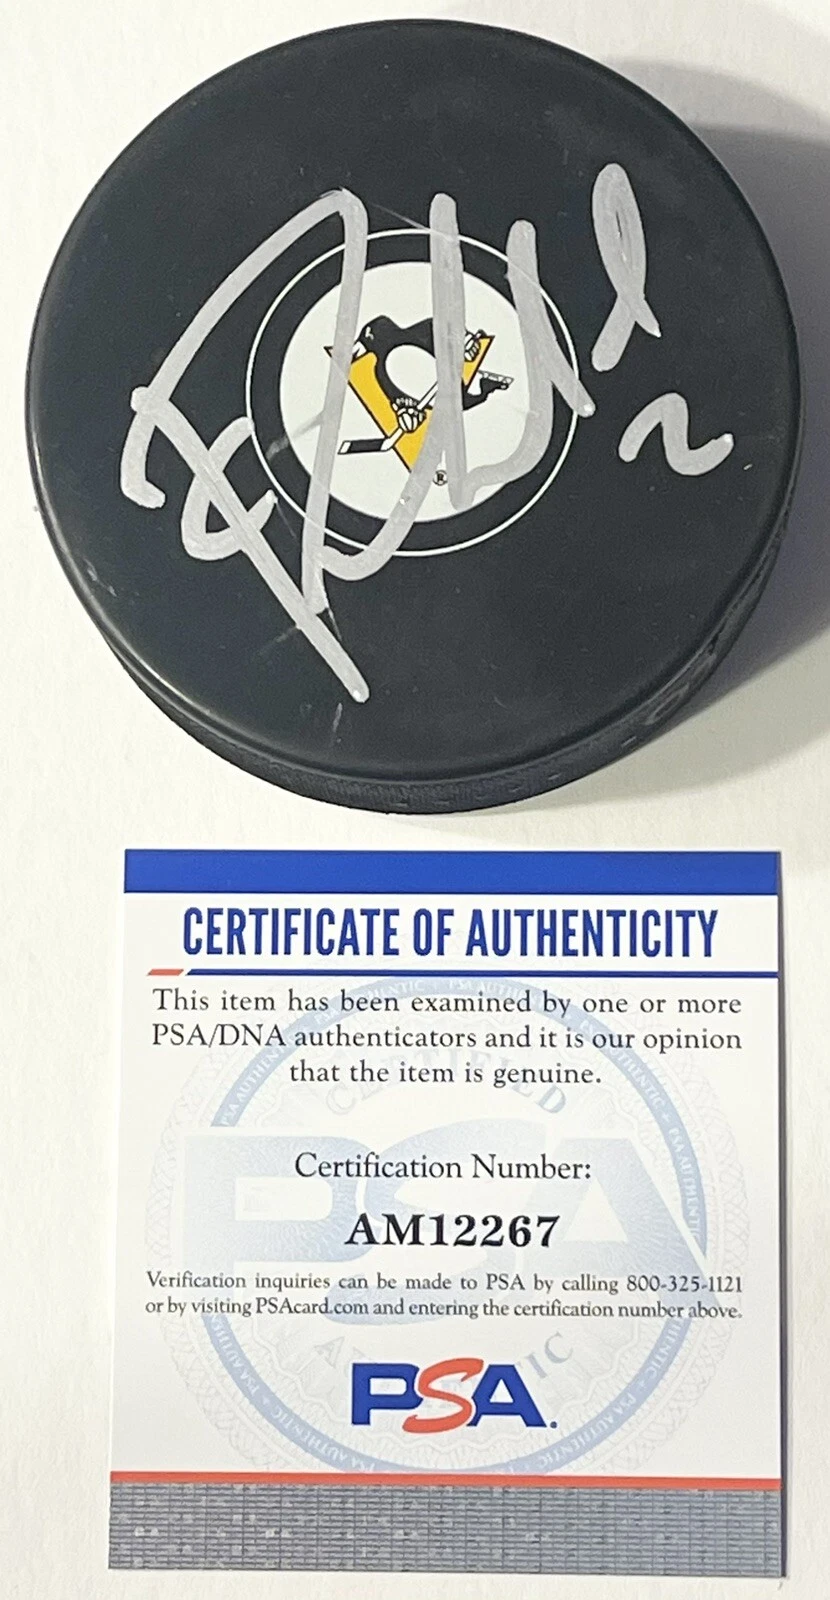 2
CERTIFICATE OF AUTHENTICITY
This item has been examined by one or more
PSA/DNA authenticators and it is our opinion
that the item is genuine.
Certification Number:
AM12267
Verification inquiries can be made to PSA by calling 800-325-1121
or by visiting PSAcard.com and entering the certification number above.
PSA